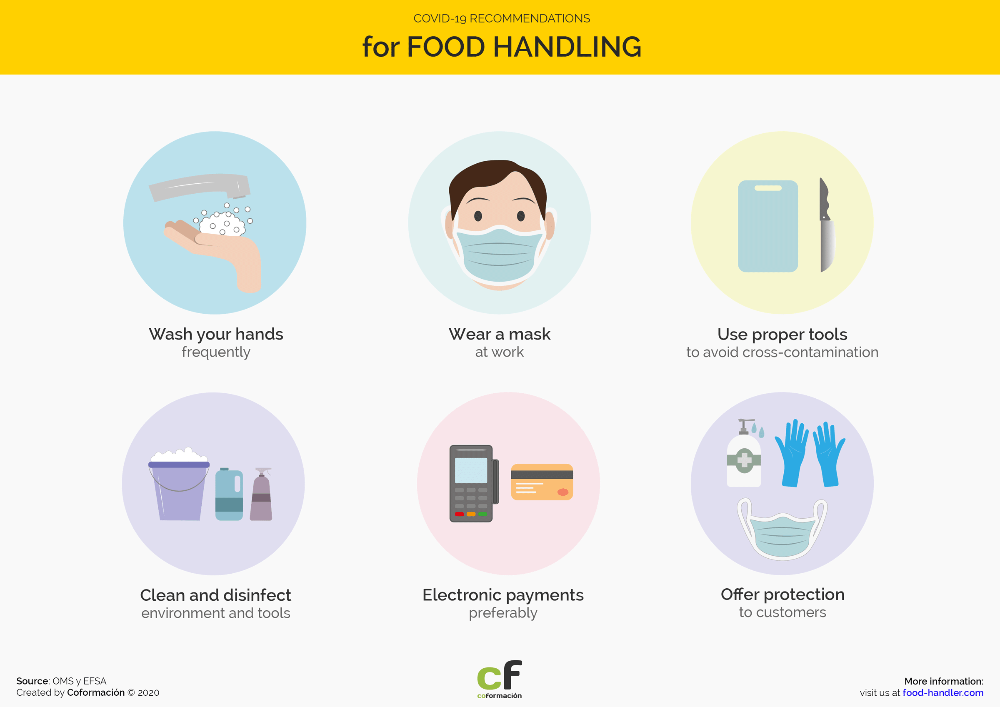 COVID-19 RECOMMENDATIONS
for FOOD HANDLING
Wash your hands
frequently
Wear a mask
at work
Use proper tools
to avoid cross-contamination
Clean and disinfect
environment and tools
Electronic payments
preferably
Offer protection
to customers
Source: OMS y EFSA
Created by Coformación © 2020
cf
coformación
More information:
visit us at food-handler.com